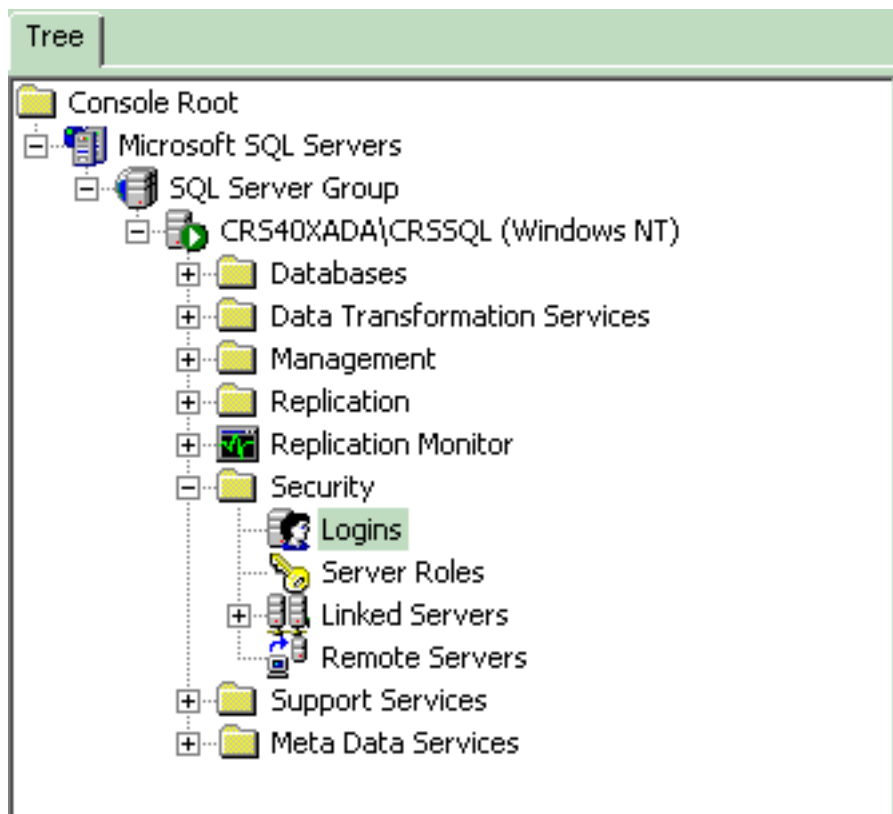 Tree
Console Root
Microsoft SQL Servers
SQL Server Group
CRS40XADA\CRSSQL (Windows NT)
Databases
Data Transformation Services
Management
Replication
Replication Monitor
Security
Logins
Server Roles
Linked Servers
Remote Servers
Support Services
Meta Data Services